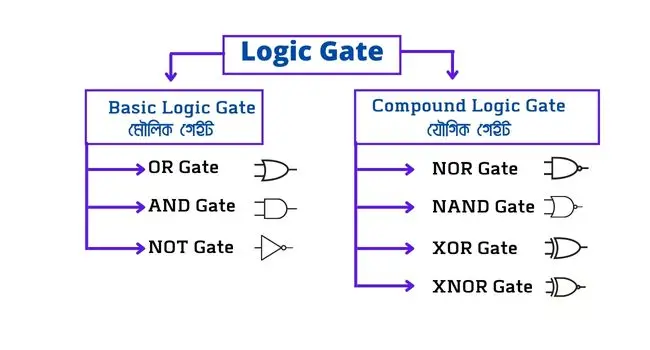 Logic Gate
Basic Logic Gate
মৌলিক গেইট
OR Gate
AND Gate
NOT Gate
Compound Logic Gate
যৌগিক গেইট
NOR Gate
NAND Gate
XOR Gate
XNOR Gate